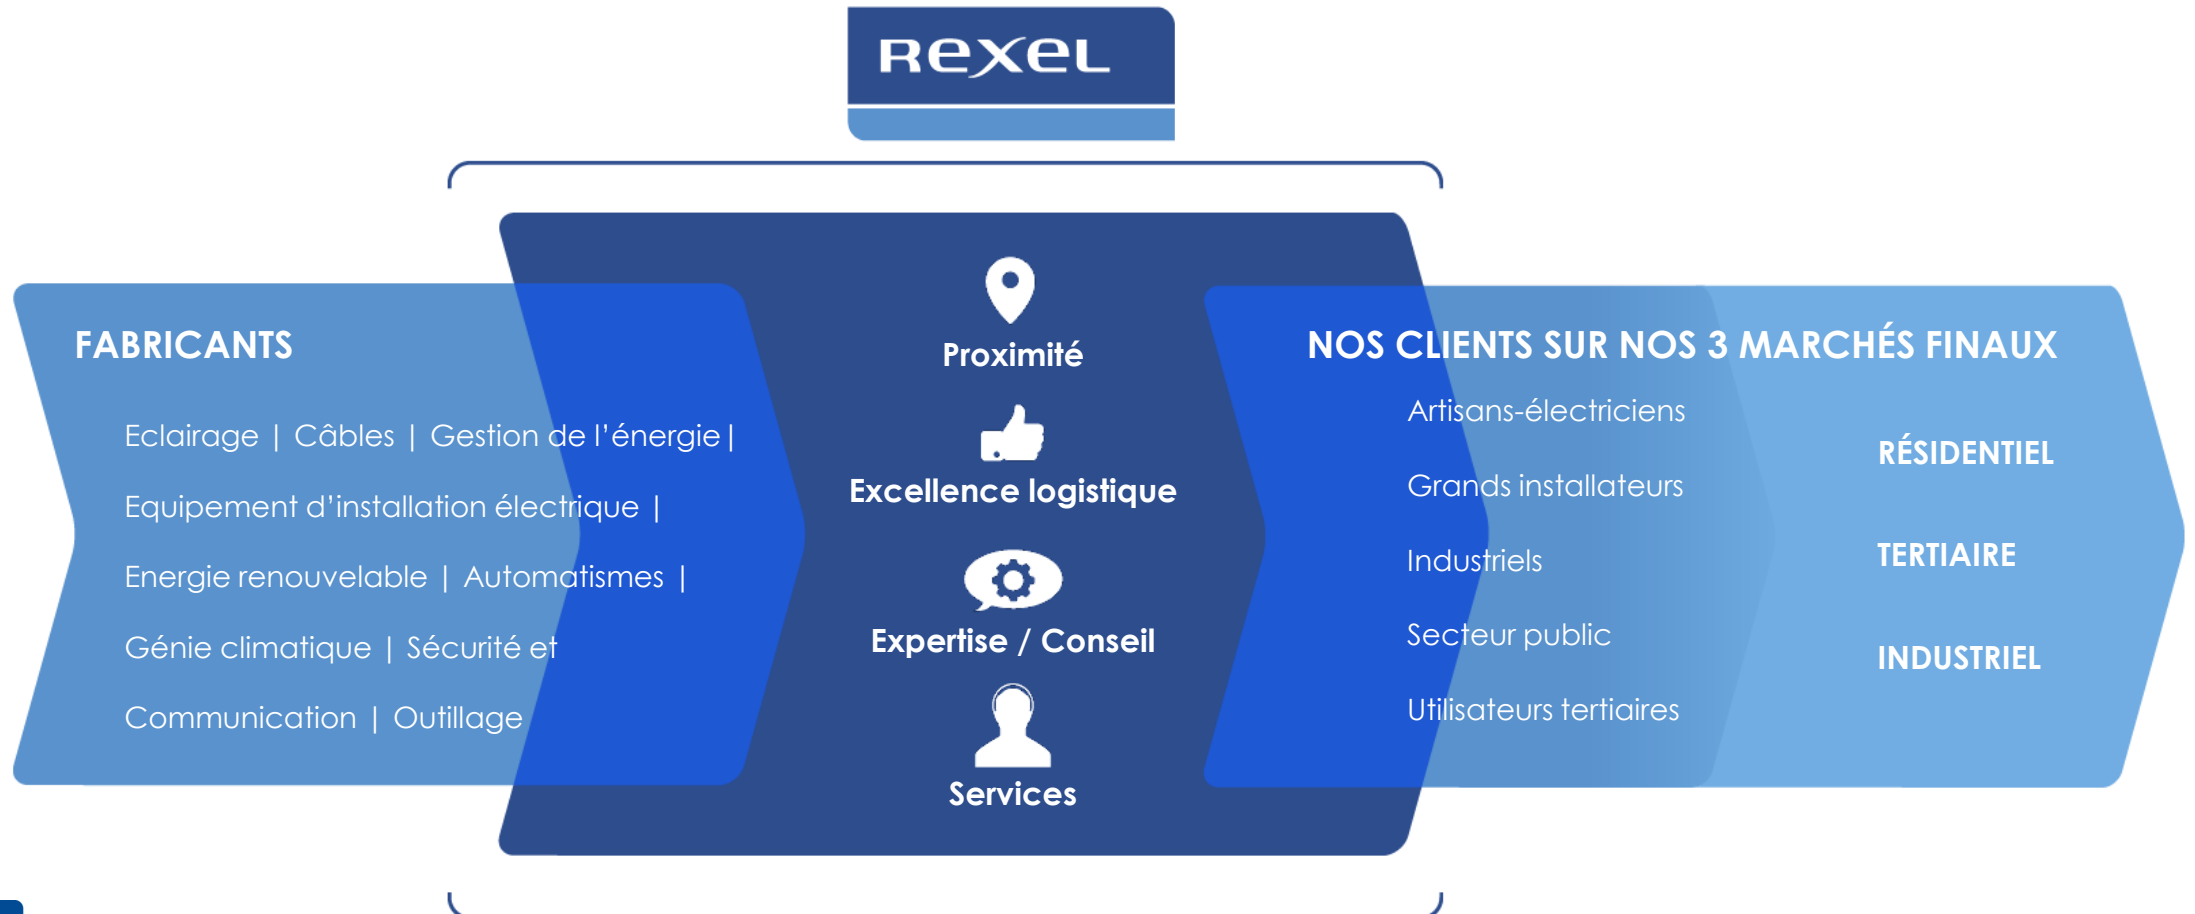 Rexel
FABRICANTS
Eclairage | Câbles | Gestion de l’énergie|
Equipement d’installation électrique |
Energie renouvelable | Automatismes |
Génie climatique | Sécurité et
Communication | Outillage
Proximité
Excellence logistique
Expertise / Conseil
Services
NOS CLIENTS SUR NOS 3 MARCHÉS FINAUX
Artisans-électriciens
Grands installateurs
Industriels
Secteur public
Utilisateurs tertiaires
RÉSIDENTIEL
TERTIAIRE
INDUSTRIEL